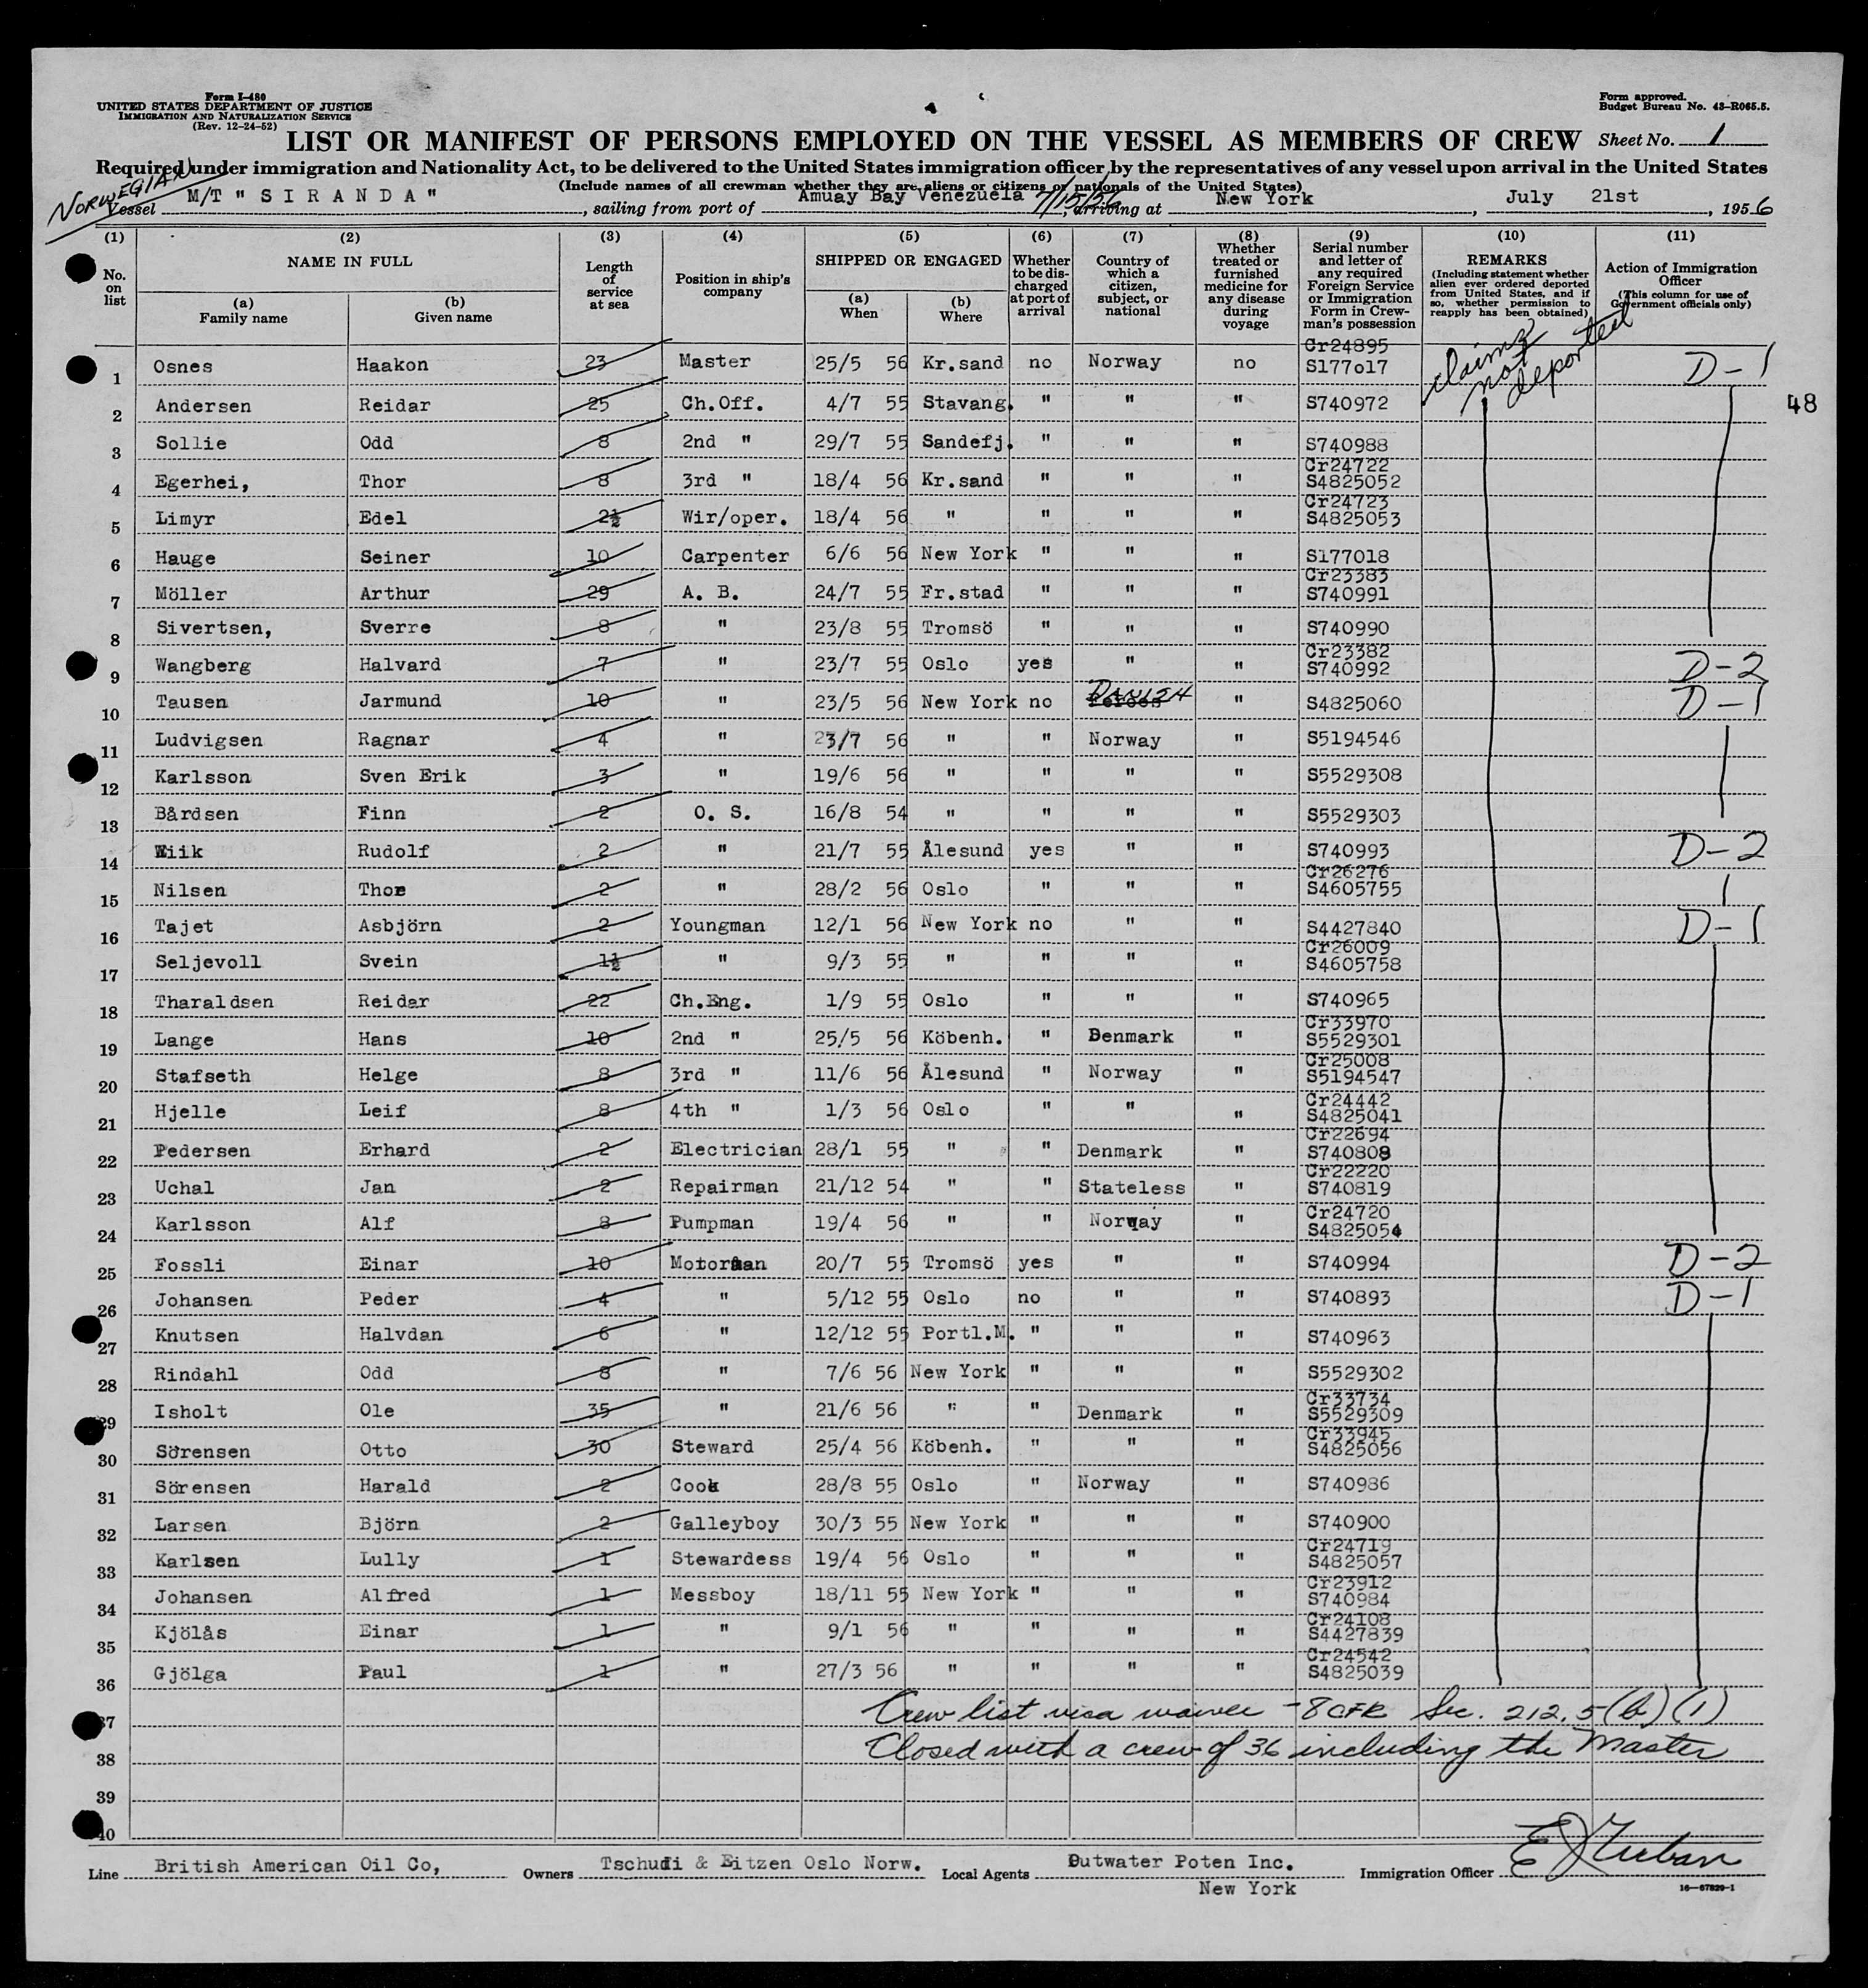 Form I-480
UNITED STATES DEPARTMENT OF JUSTICE
IMMIGRATION AND NATURALIZATION SERVICE
(Rev. 12-24-52)
Form approved.
Budget Bureau No. 43-R065.5.
LIST OR MANIFEST OF PERSONS EMPLOYED ON THE VESSEL AS MEMBERS OF CREW Sheet No. 1
Required under immigration and Nationality Act, to be delivered to the United States immigration officer by the representatives of any vessel upon arrival in the United States
(Include names of all crewman whether they are aliens or citizens or nationals of the United States)
NORWEGIAN
Vessel M/T " S I R A N D A " , sailing from port of Amuay Bay Venezuela 7/15/56, arriving at New York , July 21st , 1956
(1) (2) (3) (4) (5) (6) (7) (8) (9) (10) (11)
No. on list
NAME IN FULL
(a) Family name
(b) Given name
Length of service at sea
Position in ship's company
SHIPPED OR ENGAGED
(a) When
(b) Where
Whether to be discharged at port of arrival
Country of which a citizen, subject, or national
Whether treated or furnished medicine for any disease during voyage
Serial number and letter of any required Foreign Service or Immigration Form in Crewman's possession
REMARKS
(Including statement whether alien ever ordered deported from United States, and if so, whether permission to reapply has been obtained)
Action of Immigration Officer
(This column for use of Government officials only)
claims not deported
48
1 Osnes Haakon 23 Master 25/5 56 Kr.sand no Norway no Cr24895 S177o17 D-1
2 Andersen Reidar 25 Ch.Off. 4/7 55 Stavang. " " " S740972
3 Sollie Odd 8 2nd " 29/7 55 Sandefj. " " " S740988
4 Egerhei, Thor 8 3rd " 18/4 56 Kr.sand " " " Cr24722 S4825052
5 Limyr Edel 2½ Wir/oper. 18/4 56 " " " " Cr24723 S4825053
6 Hauge Seiner 10 Carpenter 6/6 56 New York " " " S177018
7 Möller Arthur 29 A. B. 24/7 55 Fr.stad " " " Cr23383 S740991
8 Sivertsen, Sverre 8 " 23/8 55 Tromsö " " " S740990
9 Wangberg Halvard 7 " 23/7 55 Oslo yes " " Cr23382 S740992 D-2
10 Tausen Jarmund 10 " 23/5 56 New York no Feroes " S4825060 D-1
11 Ludvigsen Ragnar 4 " 23/7 56 " " Norway " S5194546
12 Karlsson Sven Erik 3 " 19/6 56 " " " " S5529308
13 Bårdsen Finn 2 O. S. 16/8 54 " " " " S5529303
14 Wiik Rudolf 2 " 21/7 55 Ålesund yes " " S740993 D-2
15 Nilsen Thor 2 " 28/2 56 Oslo " " " Cr26276 S4605755
16 Tajet Asbjörn 2 Youngman 12/1 56 New York no " " S4427840 D-1
17 Seljevoll Svein 1½ " 9/3 55 " " " " Cr26009 S4605758
18 Tharaldsen Reidar 22 Ch.Eng. 1/9 55 Oslo " " " S740965
19 Lange Hans 10 2nd " 25/5 56 Köbenh. " Denmark " Cr33970 S5529301
20 Stafseth Helge 8 3rd " 11/6 56 Ålesund " Norway " Cr25008 S5194547
21 Hjelle Leif 8 4th " 1/3 56 Oslo " " " Cr24442 S4825041
22 Pedersen Erhard 2 Electrician 28/1 55 " " Denmark " Cr22694 S740808
23 Uchal Jan 2 Repairman 21/12 54 " " Stateless " Cr22220 S740819
24 Karlsson Alf 8 Pumpman 19/4 56 " " Norway " Cr24720 S4825054
25 Fossli Einar 10 Motorman 20/7 55 Tromsö yes " " S740994 D-2
26 Johansen Peder 4 " 5/12 55 Oslo no " " S740893 D-1
27 Knutsen Halvdan 6 " 12/12 55 Portl.M. " " " S740963
28 Rindahl Odd 8 " 7/6 56 New York " " " S5529302
29 Isholt Ole 35 " 21/6 56 " " Denmark " Cr33734 S5529309
30 Sörensen Otto 30 Steward 25/4 56 Köbenh. " " " Cr33945 S4825056
31 Sörensen Harald 2 Cook 28/8 55 Oslo " Norway " S740986
32 Larsen Björn 2 Galleyboy 30/3 55 New York " " " S740900
33 Karlsen Lully 1 Stewardess 19/4 56 Oslo " " " Cr24719 S4825057
34 Johansen Alfred 1 Messboy 18/11 55 New York " " " Cr23912 S740984
35 Kjölås Einar 1 " 9/1 56 " " " " Cr24108 S4427839
36 Gjölga Paul 1 " 27/3 56 " " " " Cr24542 S4825039
37 Crew list visa waiver - 8 CFR Sec. 212.5(b)(1)
38 Closed with a crew of 36 including the Master
39
40
Line British American Oil Co, Owners Tschudi & Eitzen Oslo Norw. Local Agents Outwater Poten Inc. Immigration Officer
New York
16-67829-1